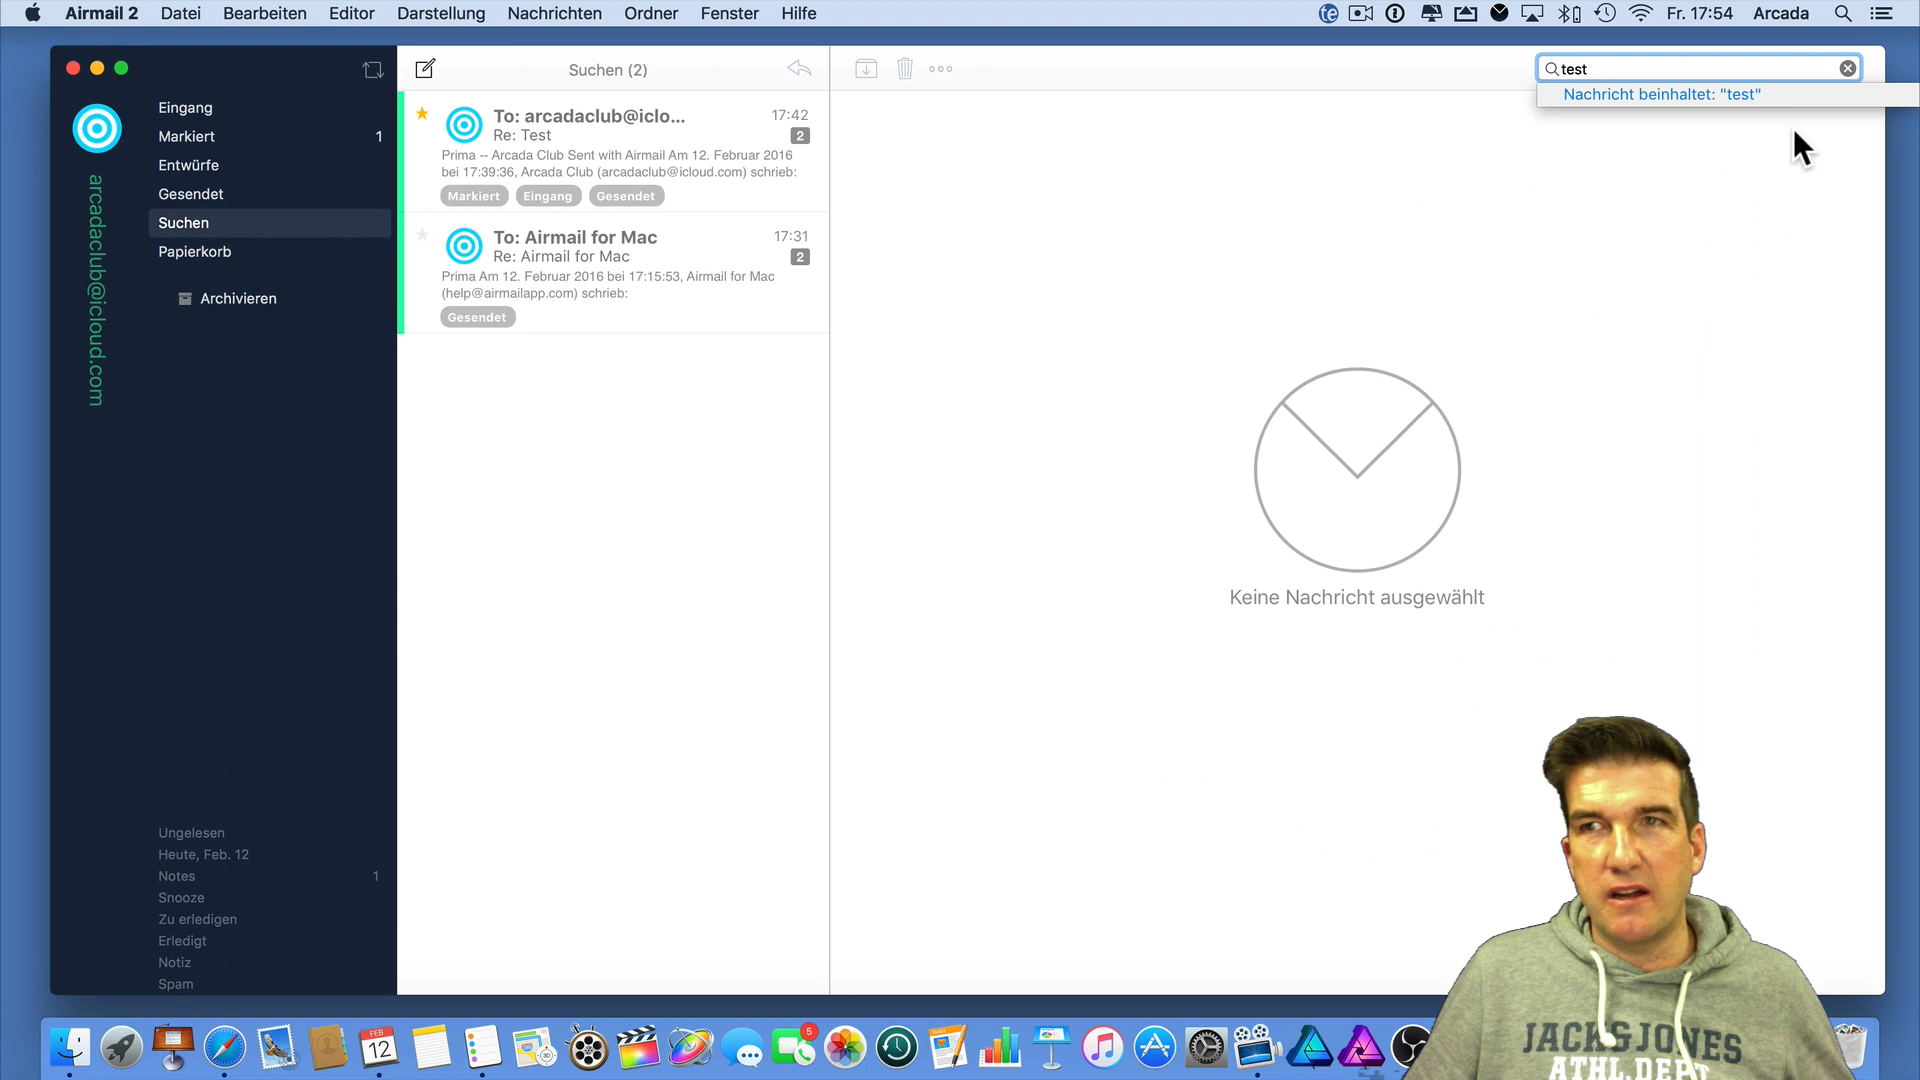 Airmail 2 Datei Bearbeiten Editor Darstellung Nachrichten Ordner Fenster Hilfe
te Fr. 17:54 Arcada
arcadaclub@icloud.com
Eingang
Markiert 1
Entwürfe
Gesendet
Suchen
Papierkorb
Archivieren
Ungelesen
Heute, Feb. 12
Notes 1
Snooze
Zu erledigen
Erledigt
Notiz
Spam
Suchen (2)
To: arcadaclub@iclo... 17:42
Re: Test 2
Prima -- Arcada Club Sent with Airmail Am 12. Februar 2016
bei 17:39:36, Arcada Club (arcadaclub@icloud.com) schrieb:
Markiert Eingang Gesendet
To: Airmail for Mac 17:31
Re: Airmail for Mac 2
Prima Am 12. Februar 2016 bei 17:15:53, Airmail for Mac
(help@airmailapp.com) schrieb:
Gesendet
test
Nachricht beinhaltet: "test"
Keine Nachricht ausgewählt
FEB
12
30
5
PAGES
JACKSJONES
ATHL.DEPT